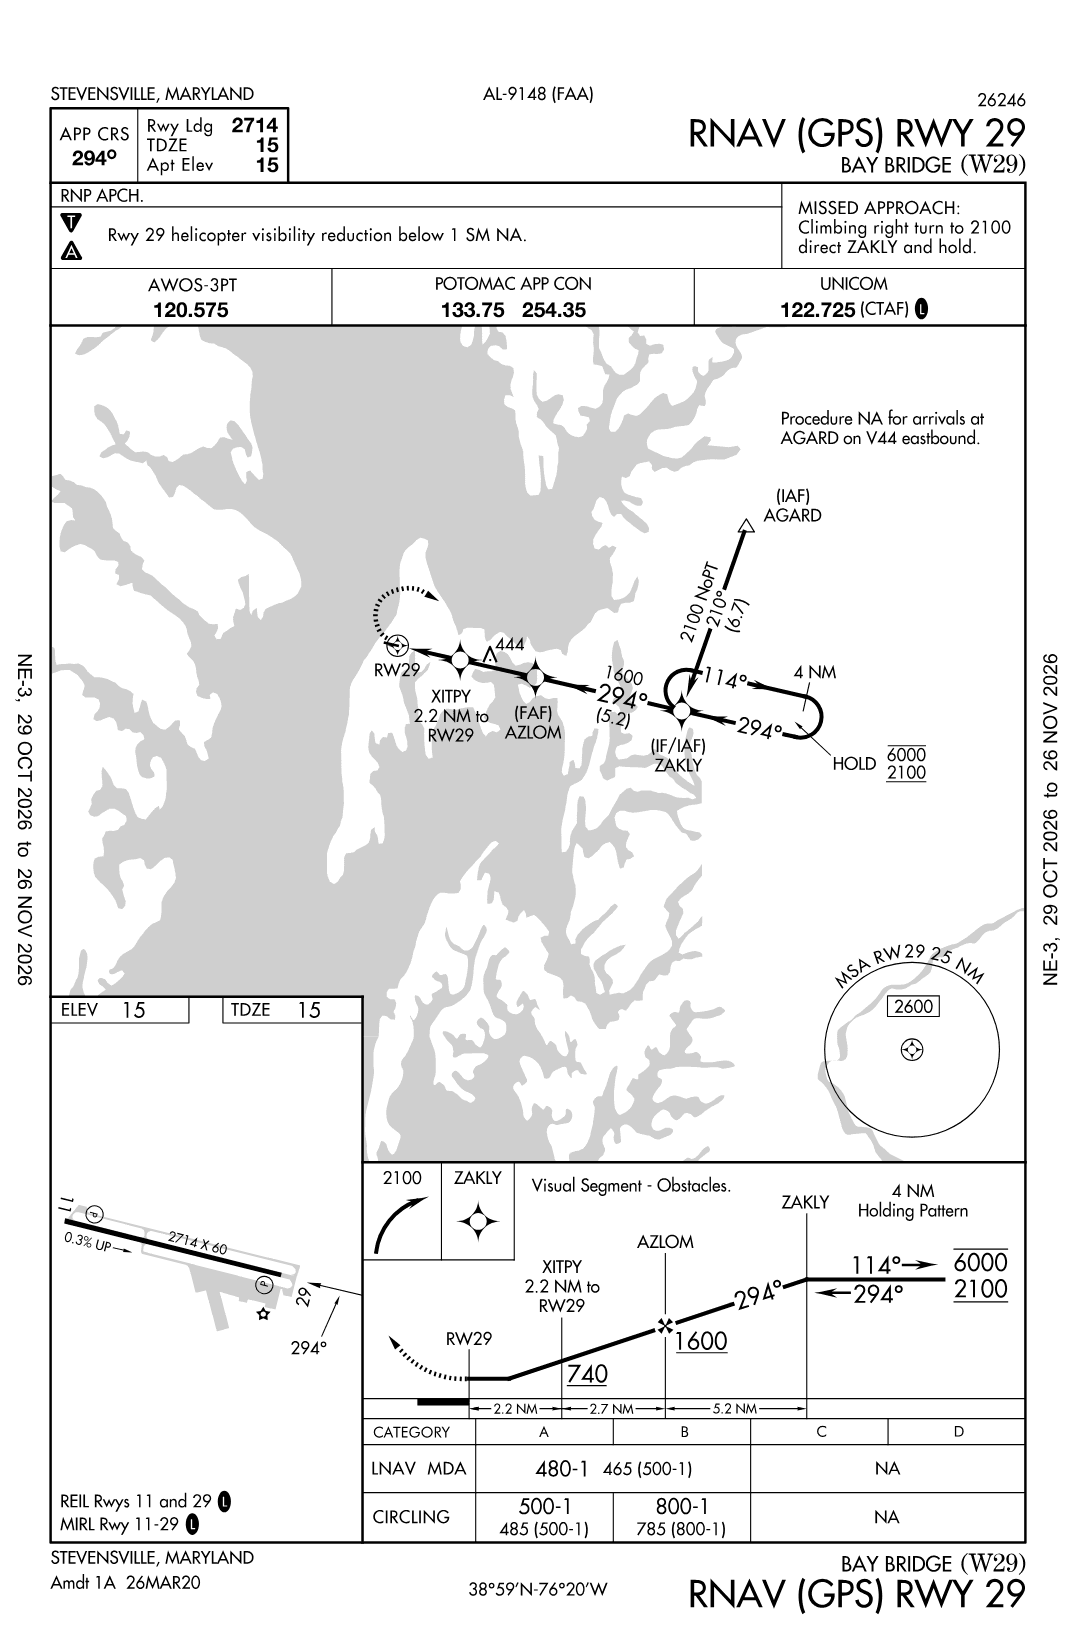 STEVENSVILLE, MARYLAND
AL-9148 (FAA)
26246
APP CRS
294°
Rwy Ldg 2714
TDZE 15
Apt Elev 15
RNAV (GPS) RWY 29
BAY BRIDGE (W29)
RNP APCH.
T
A
Rwy 29 helicopter visibility reduction below 1 SM NA.
MISSED APPROACH:
Climbing right turn to 2100
direct ZAKLY and hold.
AWOS-3PT
120.575
POTOMAC APP CON
133.75 254.35
UNICOM
122.725 (CTAF) L
Procedure NA for arrivals at
AGARD on V44 eastbound.
(IAF)
AGARD
2100 NoPT
210°
(6.7)
444
RW29
XITPY
2.2 NM to
RW29
(FAF)
AZLOM
1600
294°
(5.2)
(IF/IAF)
ZAKLY
114°
294°
4 NM
HOLD 6000
2100
MSA RW29 25 NM
2600
NE-3, 29 OCT 2026 to 26 NOV 2026
NE-3, 29 OCT 2026 to 26 NOV 2026
ELEV 15
TDZE 15
11
P
0.3% UP
2714 X 60
P
29
294°
REIL Rwys 11 and 29 L
MIRL Rwy 11-29 L
2100
ZAKLY
Visual Segment - Obstacles.
ZAKLY
4 NM
Holding Pattern
AZLOM
XITPY
2.2 NM to
RW29
RW29
114°
6000
294°
294°
2100
1600
740
2.2 NM
2.7 NM
5.2 NM
CATEGORY A B C D
LNAV MDA 480-1 465 (500-1) NA
CIRCLING 500-1 800-1 NA
485 (500-1) 785 (800-1)
STEVENSVILLE, MARYLAND
Amdt 1A 26MAR20
38°59'N-76°20'W
BAY BRIDGE (W29)
RNAV (GPS) RWY 29